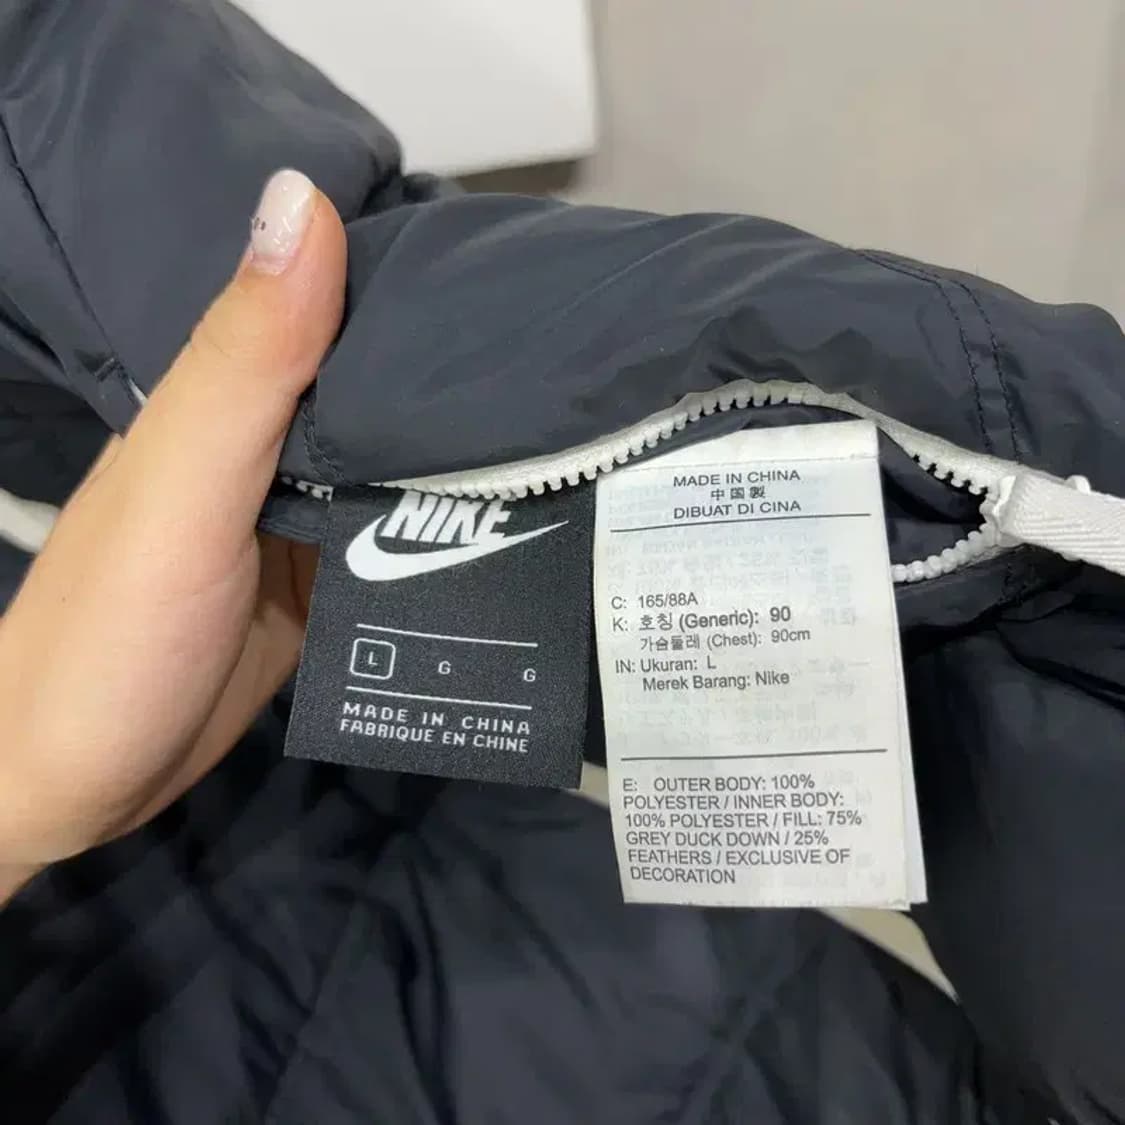 NIKE
L G G
MADE IN CHINA
FABRIQUE EN CHINE
MADE IN CHINA
中國製
DIBUAT DI CINA
C: 165/88A
K: 호칭 (Generic): 90
가슴둘레 (Chest): 90cm
IN: Ukuran: L
Merek Barang: Nike
E: OUTER BODY: 100%
POLYESTER / INNER BODY:
100% POLYESTER / FILL: 75%
GREY DUCK DOWN / 25%
FEATHERS / EXCLUSIVE OF
DECORATION